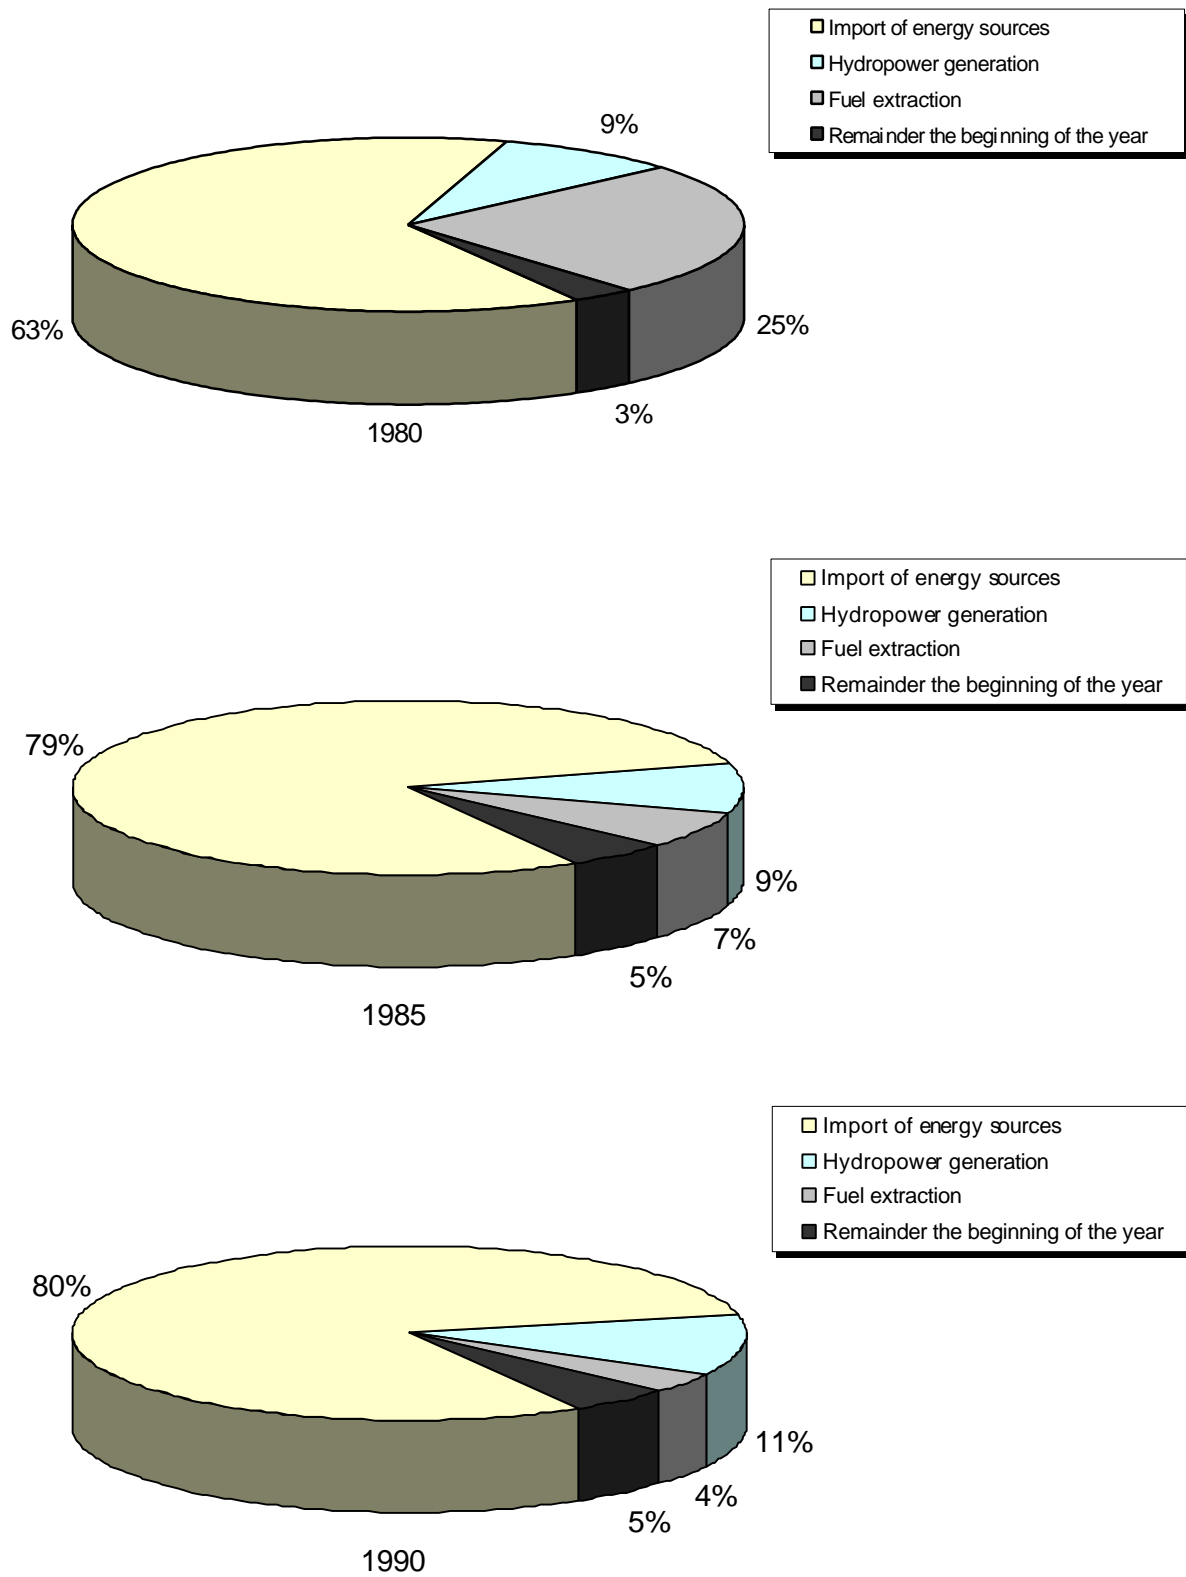 Import of energy sources
Hydropower generation
Fuel extraction
Remainder the beginning of the year
9%
63%
25%
3%
1980
Import of energy sources
Hydropower generation
Fuel extraction
Remainder the beginning of the year
79%
9%
7%
5%
1985
Import of energy sources
Hydropower generation
Fuel extraction
Remainder the beginning of the year
80%
11%
4%
5%
1990